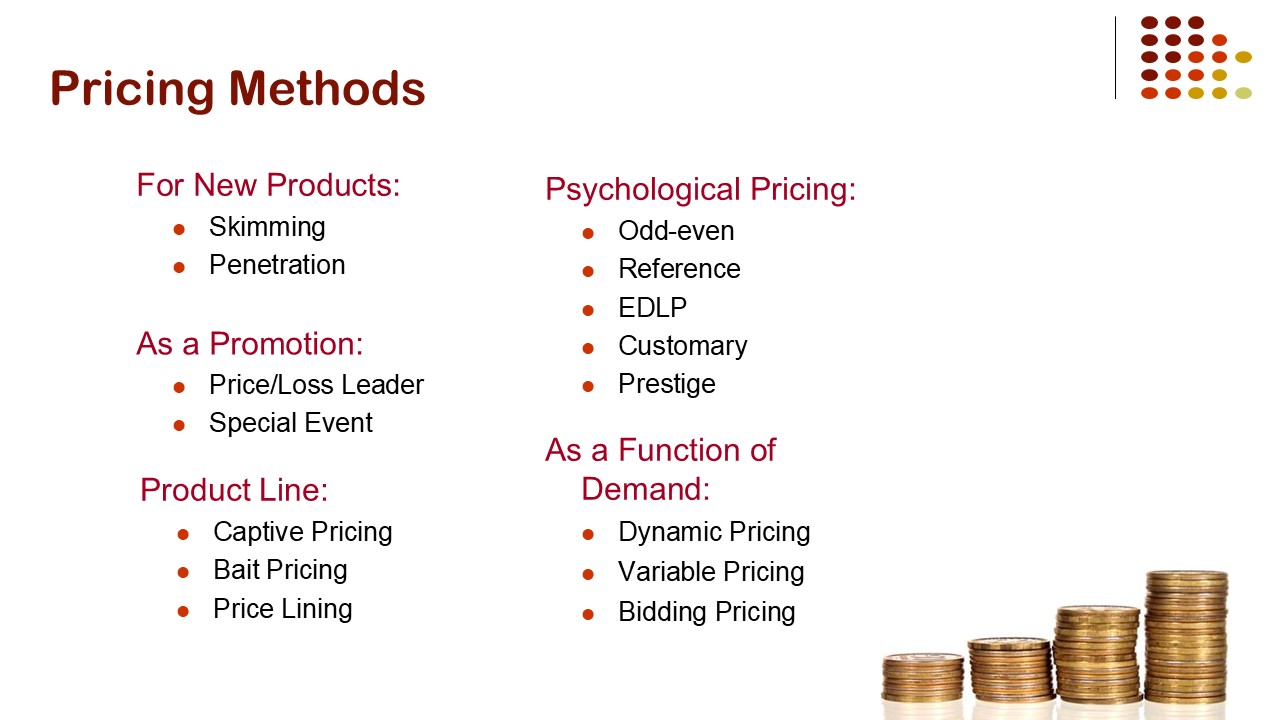 Pricing Methods
For New Products:
Skimming
Penetration
As a Promotion:
Price/Loss Leader
Special Event
Product Line:
Captive Pricing
Bait Pricing
Price Lining
Psychological Pricing:
Odd-even
Reference
EDLP
Customary
Prestige
As a Function of
Demand:
Dynamic Pricing
Variable Pricing
Bidding Pricing